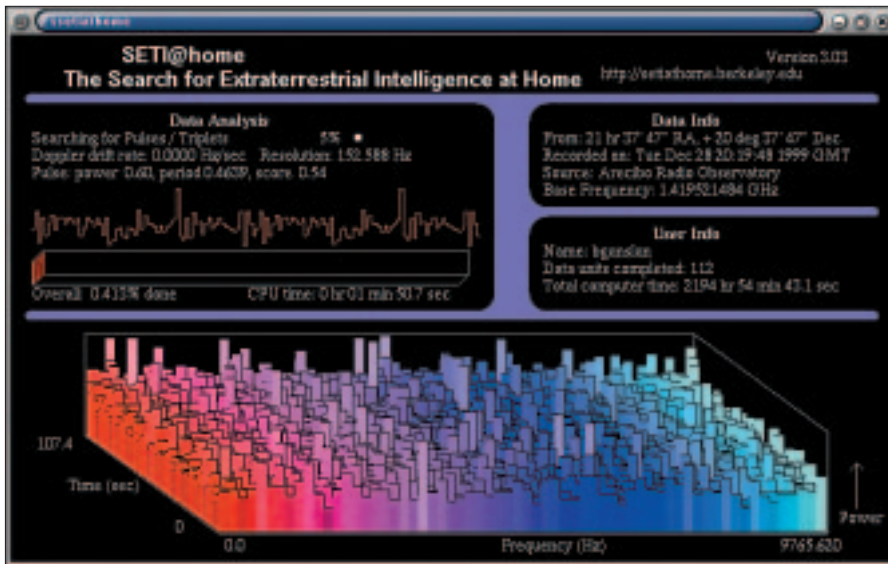 setiathome
SETI@home
The Search for Extraterrestrial Intelligence at Home
Version 3.03
http://setiathome.berkeley.edu
Data Analysis
Searching for Pulses / Triplets 5%
Doppler drift rate: 0.0000 Hz/sec Resolution: 152.588 Hz
Pulse: power: 0.60, period 0.4639, score: 0.54
Overall: 0.413% done CPU time: 0 hr 01 min 50.7 sec
Data Info
From: 21 hr 37' 47" RA, + 20 deg 37' 47" Dec
Recorded on: Tue Dec 28 20:19:48 1999 GMT
Source: Arecibo Radio Observatory
Base Frequency: 1.419521484 GHz
User Info
Name:
Data units completed: 112
Total computer time: 2194 hr 54 min 43.1 sec
107.4
Time (sec)
0
0.0
Frequency (Hz)
9765.620
Power